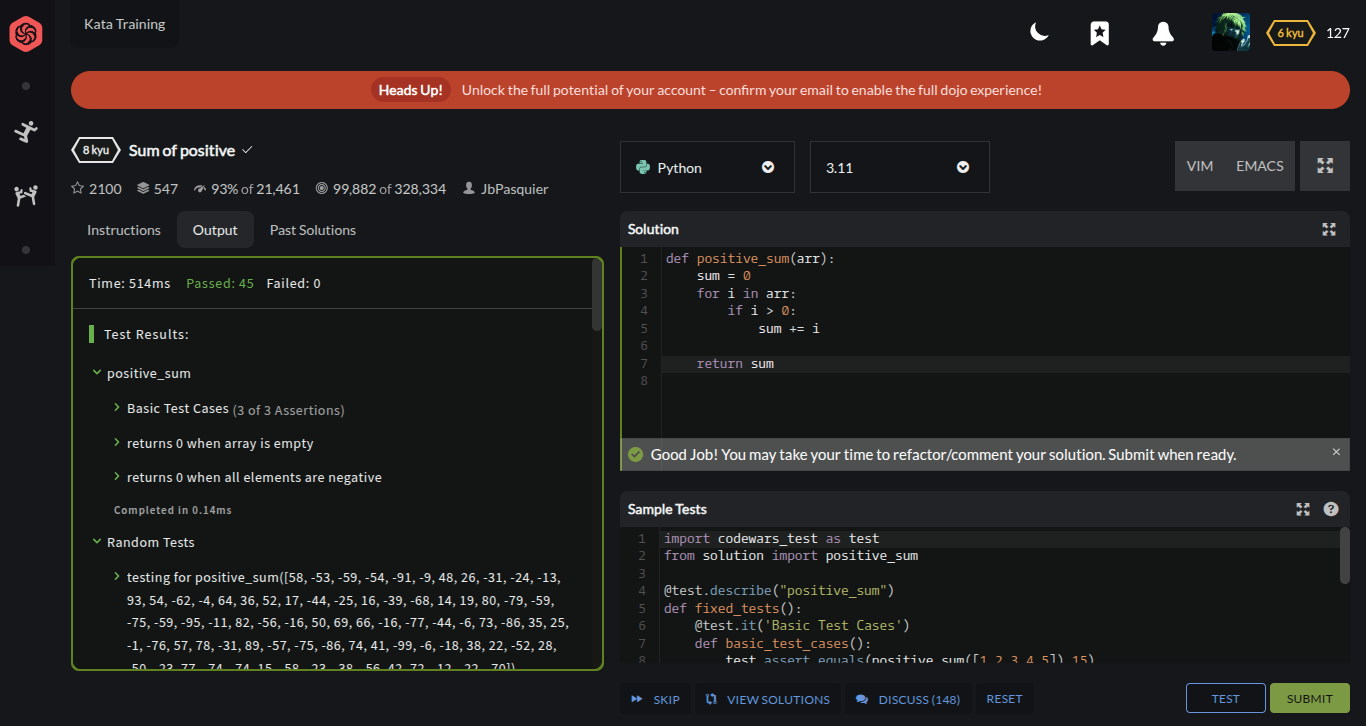 Kata Training
6 kyu 127
Heads Up! Unlock the full potential of your account – confirm your email to enable the full dojo experience!
8 kyu Sum of positive
2100 547 93% of 21,461 99,882 of 328,334 JbPasquier
Instructions Output Past Solutions
Time: 514ms Passed: 45 Failed: 0
Test Results:
positive_sum
Basic Test Cases (3 of 3 Assertions)
returns 0 when array is empty
returns 0 when all elements are negative
Completed in 0.14ms
Random Tests
testing for positive_sum([58, -53, -59, -54, -91, -9, 48, 26, -31, -24, -13,
93, 54, -62, -4, 64, 36, 52, 17, -44, -25, 16, -39, -68, 14, 19, 80, -79, -59,
-75, -59, -95, -11, 82, -56, -16, 50, 69, 66, -16, -77, -44, -6, 73, -86, 35, 25,
-1, -76, 57, 78, -31, 89, -57, -75, -86, 74, 41, -99, -6, -18, 38, 22, -52, 28,
Python
3.11
VIM EMACS
Solution
1 def positive_sum(arr):
2     sum = 0
3     for i in arr:
4         if i > 0:
5             sum += i
6
7     return sum
8
Good Job! You may take your time to refactor/comment your solution. Submit when ready. ×
Sample Tests ?
1 import codewars_test as test
2 from solution import positive_sum
3
4 @test.describe("positive_sum")
5 def fixed_tests():
6     @test.it('Basic Test Cases')
7     def basic_test_cases():
8         test.assert_equals(positive_sum([1,2,3,4,5]),15)
SKIP VIEW SOLUTIONS DISCUSS (148) RESET
TEST SUBMIT